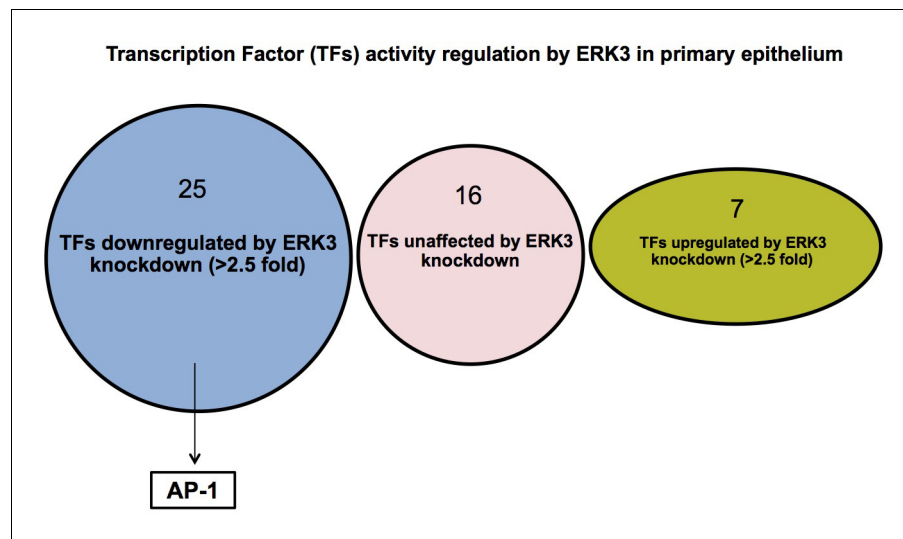 Transcription Factor (TFs) activity regulation by ERK3 in primary epithelium
25
TFs downregulated by ERK3
knockdown (>2.5 fold)
16
TFs unaffected by ERK3
knockdown
7
TFs upregulated by ERK3
knockdown (>2.5 fold)
AP-1